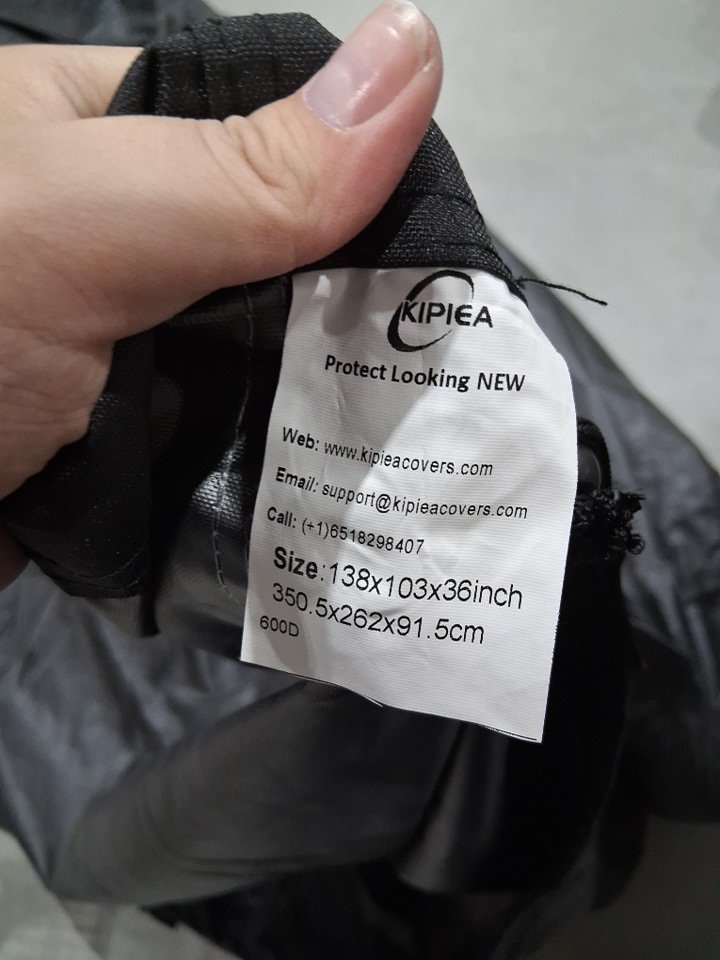 KIPIEA
Protect Looking NEW
Web: www.kipieacovers.com
Email: support@kipieacovers.com
Call: (+1)6518298407
Size:138x103x36inch
350.5x262x91.5cm
600D